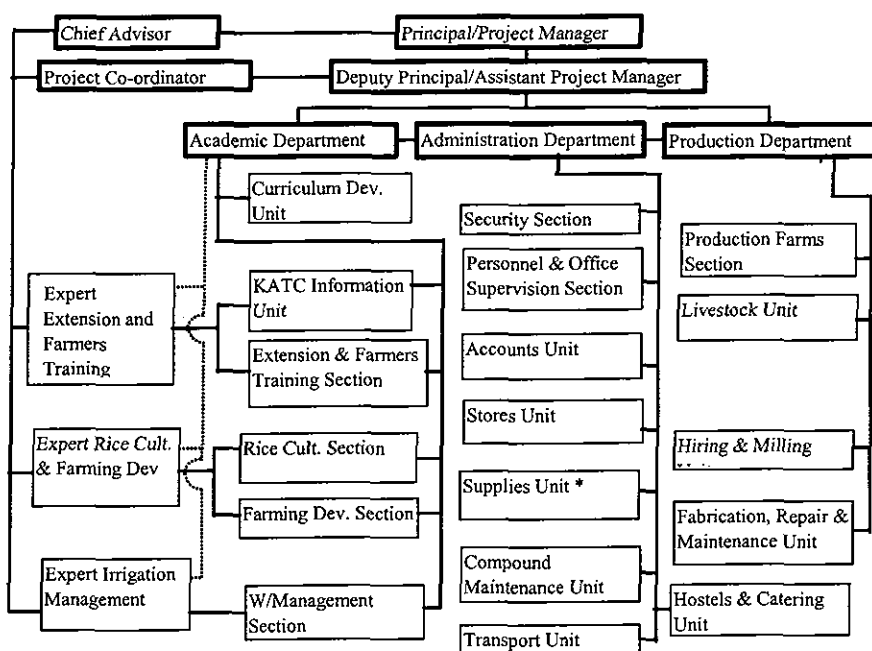 Chief Advisor
Principal/Project Manager
Project Co-ordinator
Deputy Principal/Assistant Project Manager
Academic Department
Administration Department
Production Department
Curriculum Dev.
Unit
Security Section
Production Farms
Section
Personnel & Office
Supervision Section
KATC Information
Unit
Expert
Extension and
Farmers
Training
Livestock Unit
Extension & Farmers
Training Section
Accounts Unit
Stores Unit
Expert Rice Cult.
& Farming Dev
Rice Cult. Section
Hiring & Milling
Supplies Unit *
Farming Dev. Section
Fabrication, Repair &
Maintenance Unit
Compound
Maintenance Unit
Expert Irrigation
Management
W/Management
Section
Hostels & Catering
Unit
Transport Unit